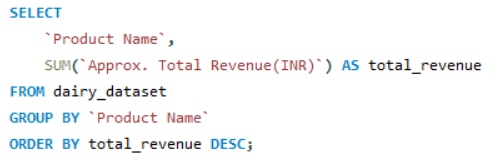 SELECT
    `Product Name`,
    SUM(`Approx. Total Revenue(INR)`) AS total_revenue
FROM dairy_dataset
GROUP BY `Product Name`
ORDER BY total_revenue DESC;